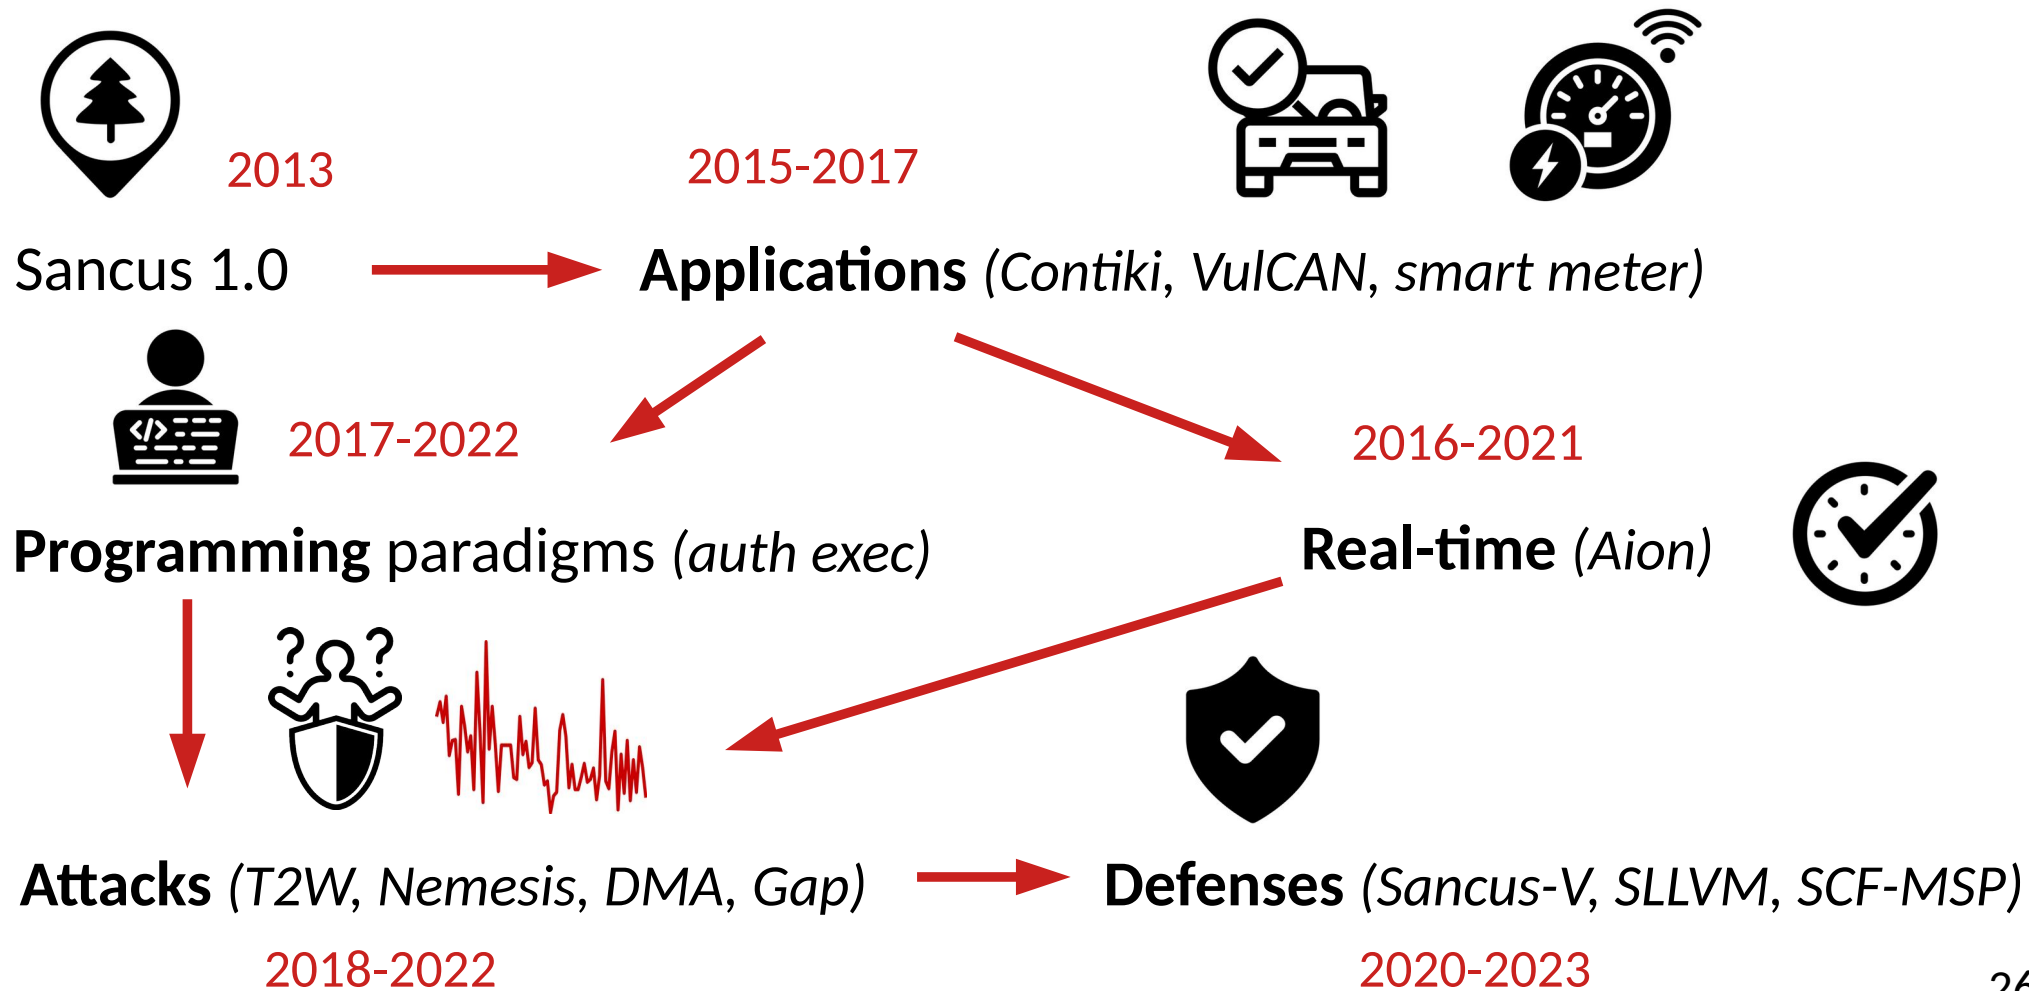 2013
2015-2017
Sancus 1.0
Applications (Contiki, VulCAN, smart meter)
</>
2017-2022
2016-2021
Programming paradigms (auth exec)
Real-time (Aion)
? ?
Attacks (T2W, Nemesis, DMA, Gap)
Defenses (Sancus-V, SLLVM, SCF-MSP)
2018-2022
2020-2023
26